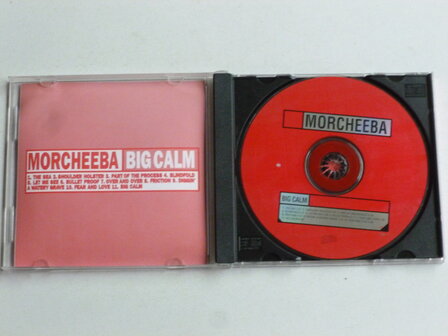 MORCHEEBA BIG CALM
1. THE SEA 2. SHOULDER HOLSTER 3. PART OF THE PROCESS 4. BLINDFOLD
5. LET ME SEE 6. BULLET PROOF 7. OVER AND OVER 8. FRICTION 9. DIGGIN'
A WATERY GRAVE 10. FEAR AND LOVE 11. BIG CALM
MORCHEEBA
BIG CALM